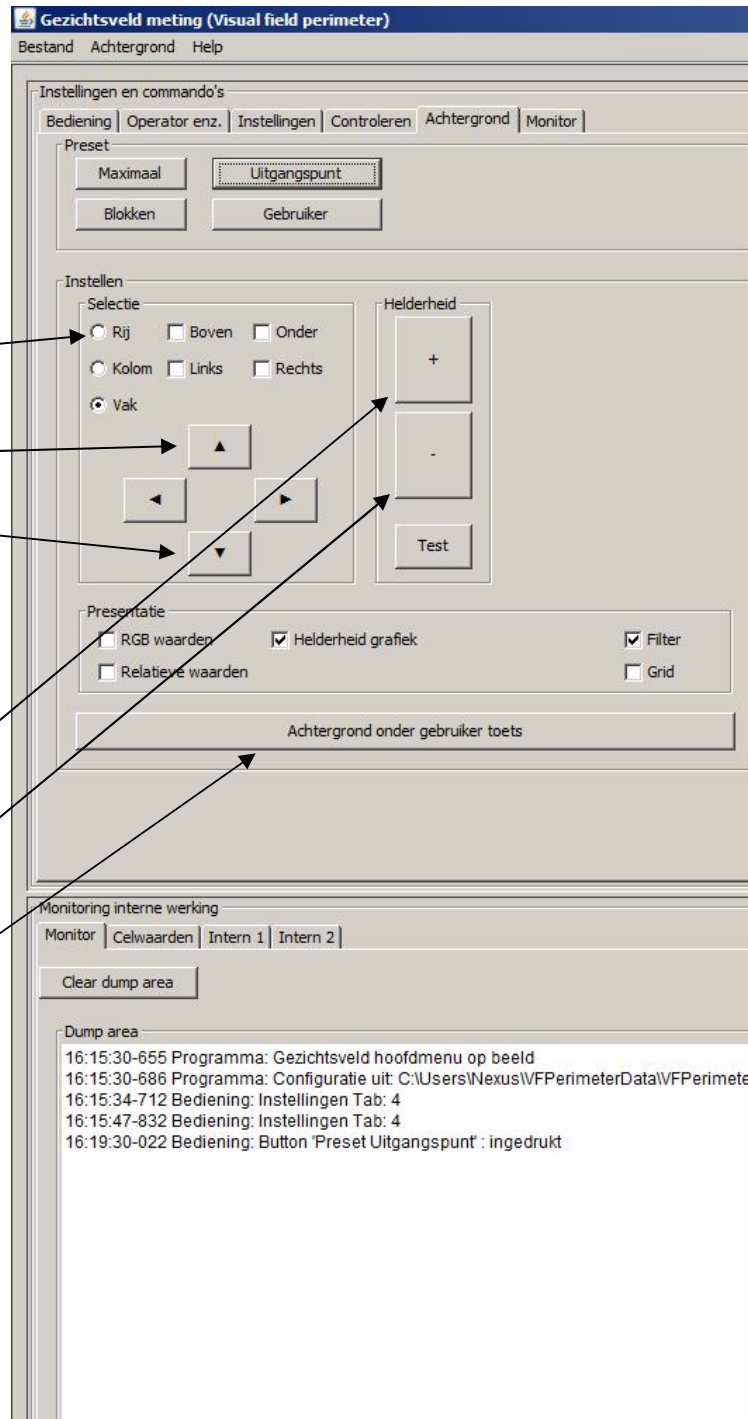 Gezichtsveld meting (Visual field perimeter)
Bestand Achtergrond Help
Instellingen en commando's
Bediening Operator enz. Instellingen Controleren Achtergrond Monitor
Preset
Maximaal Uitgangspunt
Blokken Gebruiker
Instellen
Selectie Helderheid
Rij Boven Onder
+
Kolom Links Rechts
Vak
-
Test
Presentatie
RGB waarden Helderheid grafiek Filter
Relatieve waarden Grid
Achtergrond onder gebruiker toets
Monitoring interne werking
Monitor Celwaarden Intern 1 Intern 2
Clear dump area
Dump area
16:15:30-655 Programma: Gezichtsveld hoofdmenu op beeld
16:15:30-686 Programma: Configuratie uit: C:\Users\Nexus\VFPerimeterData\VFPerimete
16:15:34-712 Bediening: Instellingen Tab: 4
16:15:47-832 Bediening: Instellingen Tab: 4
16:19:30-022 Bediening: Button 'Preset Uitgangspunt' : ingedrukt